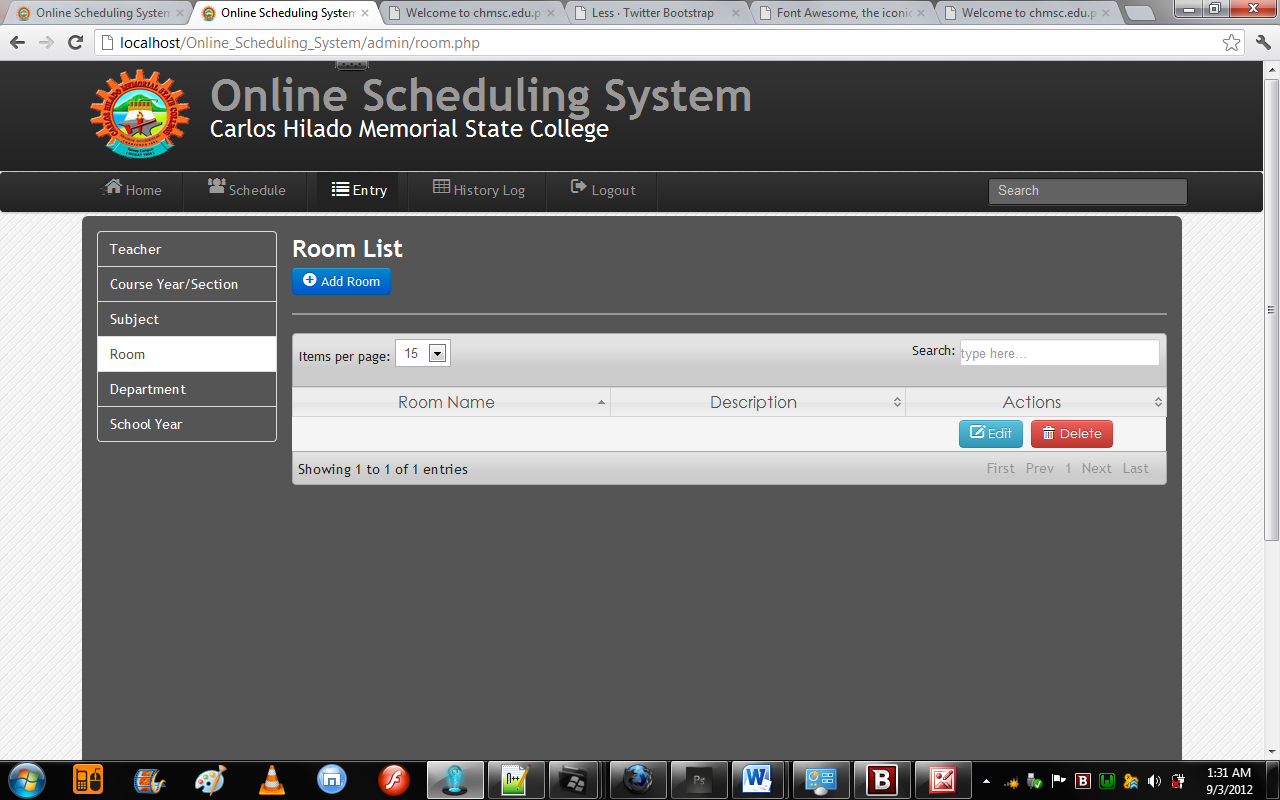 Online Scheduling System
Online Scheduling System
Welcome to chmsc.edu.p
Less · Twitter Bootstrap
Font Awesome, the iconic
Welcome to chmsc.edu.p
localhost/Online_Scheduling_System/admin/room.php
Online Scheduling System
Carlos Hilado Memorial State College
Home
Schedule
Entry
History Log
Logout
Search
Teacher
Course Year/Section
Subject
Room
Department
School Year
Room List
Add Room
Items per page: 15
Search: type here...
Room Name
Description
Actions
Edit
Delete
Showing 1 to 1 of 1 entries
First Prev 1 Next Last
1:31 AM
9/3/2012